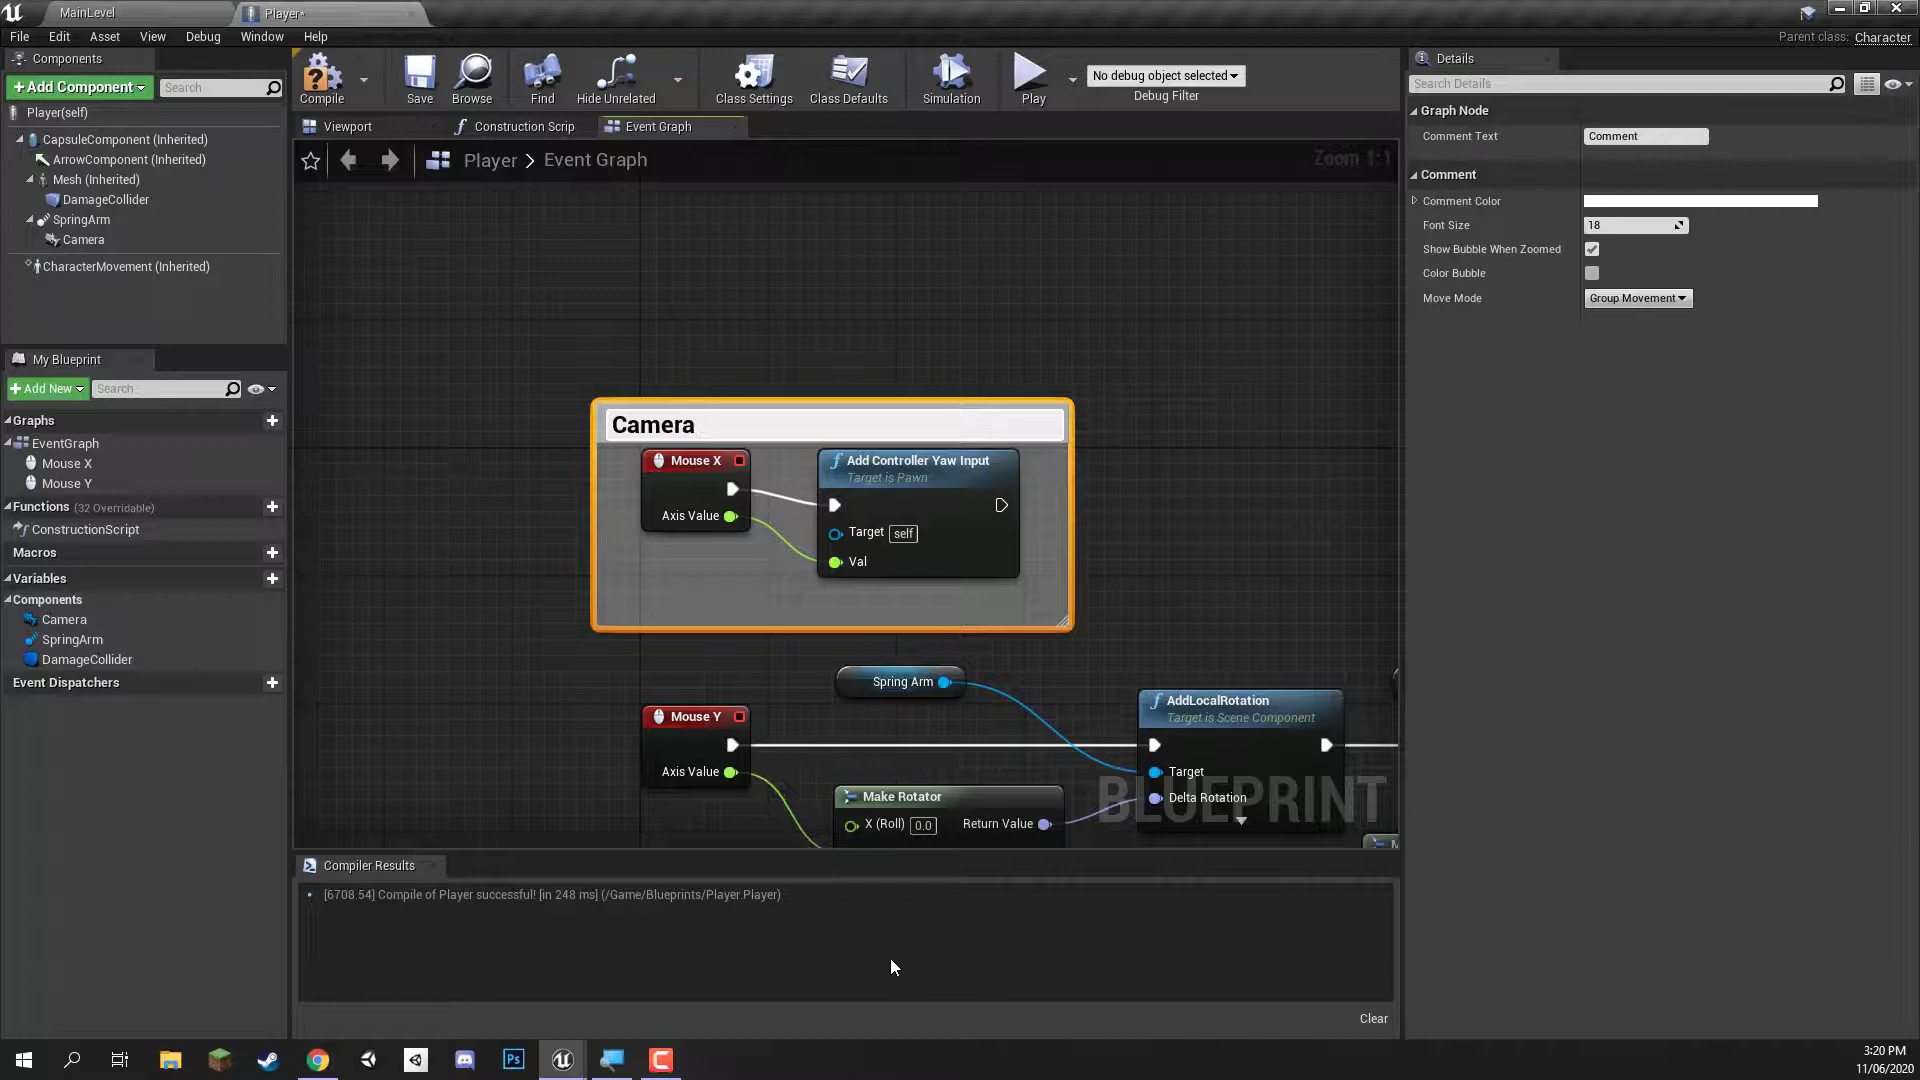 MainLevel
Player*
File Edit Asset View Debug Window Help
Parent class: Character
Components
+Add Component
Search
Player(self)
CapsuleComponent (Inherited)
ArrowComponent (Inherited)
Mesh (Inherited)
DamageCollider
SpringArm
Camera
CharacterMovement (Inherited)
My Blueprint
+Add New
Search
Graphs
EventGraph
Mouse X
Mouse Y
Functions (32 Overridable)
ConstructionScript
Macros
Variables
Components
Camera
SpringArm
DamageCollider
Event Dispatchers
Compile
Save
Browse
Find
Hide Unrelated
Class Settings
Class Defaults
Simulation
Play
No debug object selected
Debug Filter
Viewport
Construction Scrip
Event Graph
Player > Event Graph
Zoom 1:1
Camera
Mouse X
Axis Value
Add Controller Yaw Input
Target is Pawn
Target self
Val
Spring Arm
Mouse Y
Axis Value
Make Rotator
X (Roll) 0.0
Return Value
AddLocalRotation
Target is Scene Component
Target
Delta Rotation
BLUEPRINT
Compiler Results
[6708.54] Compile of Player successful! [in 248 ms] (/Game/Blueprints/Player.Player)
Clear
Details
Search Details
Graph Node
Comment Text Comment
Comment
Comment Color
Font Size 18
Show Bubble When Zoomed
Color Bubble
Move Mode Group Movement
Ps
3:20 PM
11/06/2020